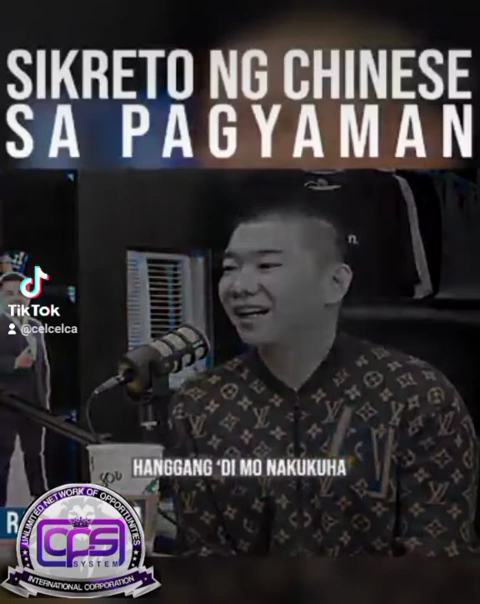 SIKRETO NG CHINESE
SA PAGYAMAN
n.
TikTok
@celcelca
HANGGANG 'DI MO NAKUKUHA
UNLIMITED NETWORK OF OPPORTUNITIES
CPS
SYSTEM
INTERNATIONAL CORPORATION